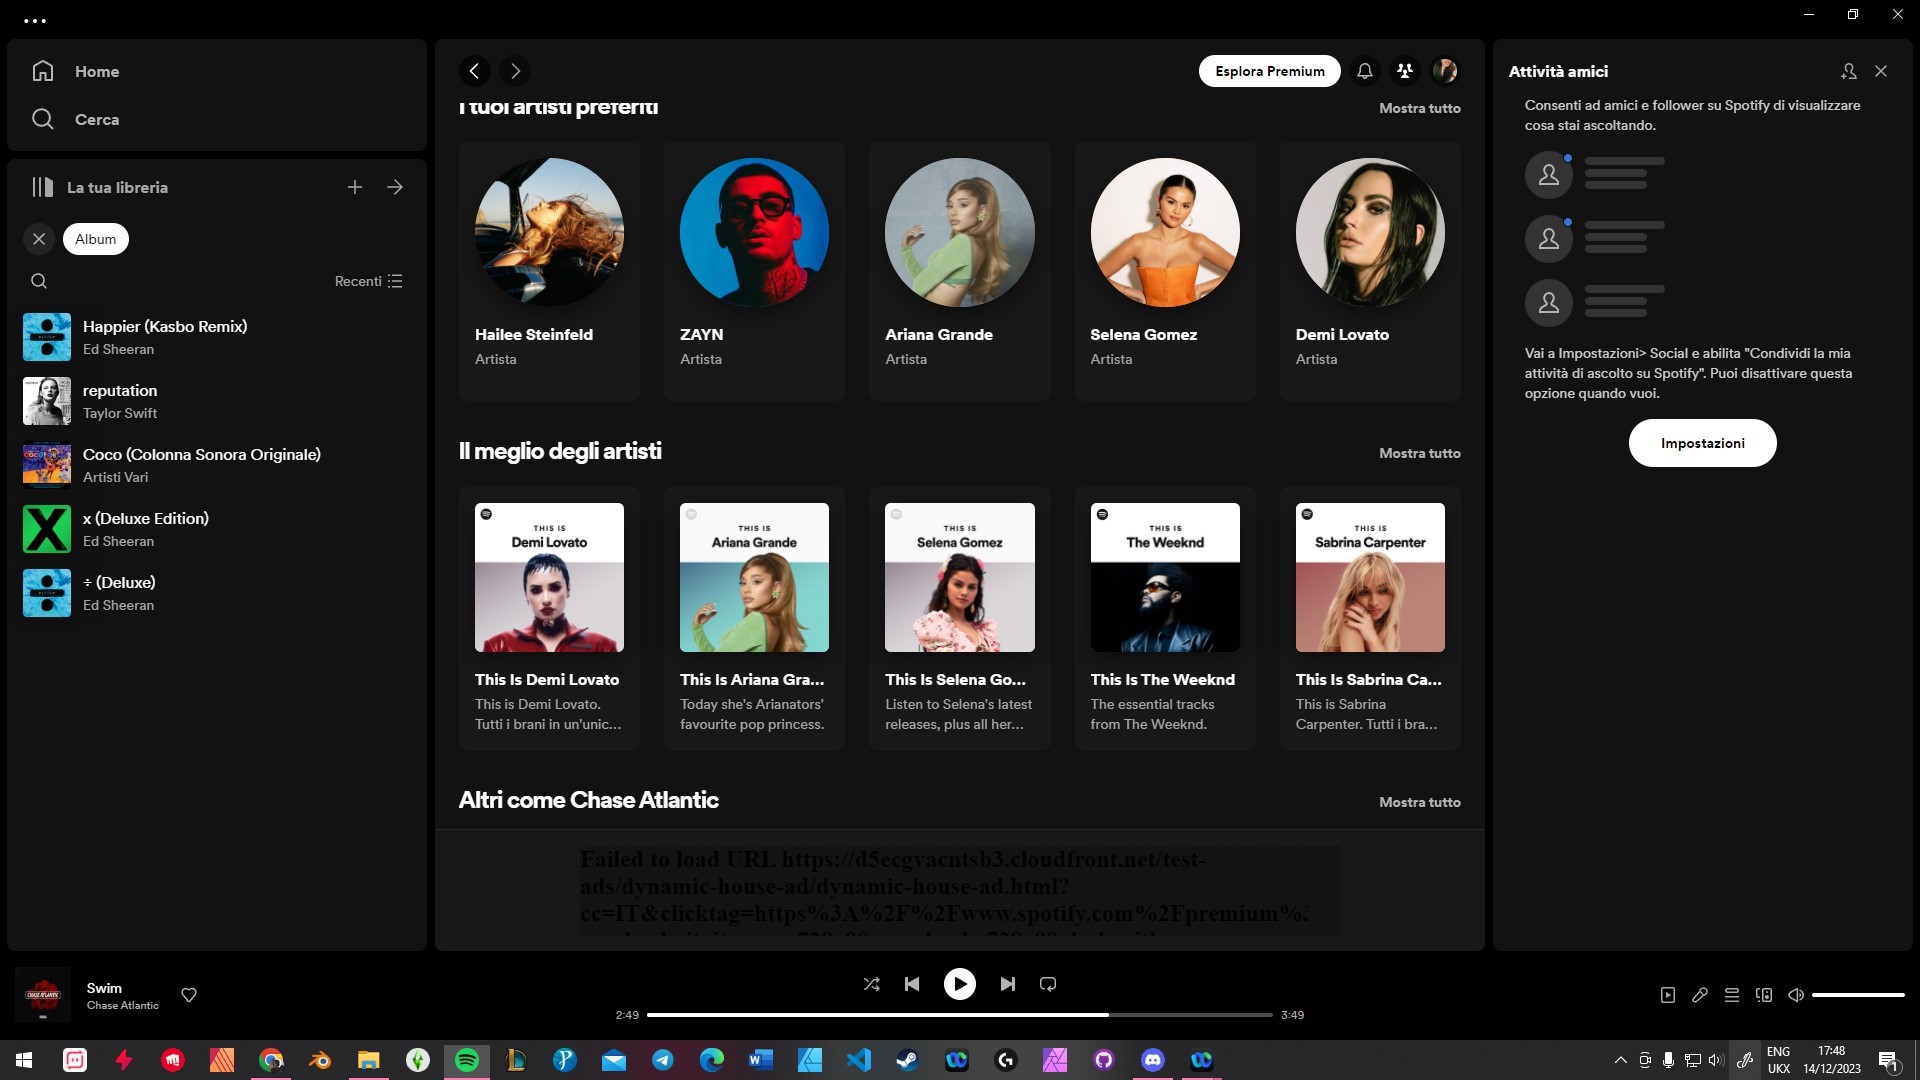 Home
Cerca
La tua libreria
Album
Recenti
Happier (Kasbo Remix)
Ed Sheeran
reputation
Taylor Swift
Coco (Colonna Sonora Originale)
Artisti Vari
x (Deluxe Edition)
Ed Sheeran
÷ (Deluxe)
Ed Sheeran
Esplora Premium
I tuoi artisti preferiti
Mostra tutto
Hailee Steinfeld
Artista
ZAYN
Artista
Ariana Grande
Artista
Selena Gomez
Artista
Demi Lovato
Artista
Il meglio degli artisti
Mostra tutto
THIS IS
Demi Lovato
This Is Demi Lovato
This is Demi Lovato.
Tutti i brani in un'unic...
THIS IS
Ariana Grande
This Is Ariana Gra...
Today she's Arianators'
favourite pop princess.
THIS IS
Selena Gomez
This Is Selena Go...
Listen to Selena's latest
releases, plus all her...
THIS IS
The Weeknd
This Is The Weeknd
The essential tracks
from The Weeknd.
THIS IS
Sabrina Carpenter
This Is Sabrina Ca...
This is Sabrina
Carpenter. Tutti i bra...
Altri come Chase Atlantic
Mostra tutto
Failed to load URL https://d5ecgvacntsb3.cloudfront.net/test-
ads/dynamic-house-ad/dynamic-house-ad.html?
cc=IT&clicktag=https%3A%2F%2Fwww.spotify.com%2Fpremium%
Attività amici
Consenti ad amici e follower su Spotify di visualizzare
cosa stai ascoltando.
Vai a Impostazioni> Social e abilita "Condividi la mia
attività di ascolto su Spotify". Puoi disattivare questa
opzione quando vuoi.
Impostazioni
CHASE ATLANTIC
Swim
Chase Atlantic
2:49
3:49
ENG
UKX
17:48
14/12/2023
1